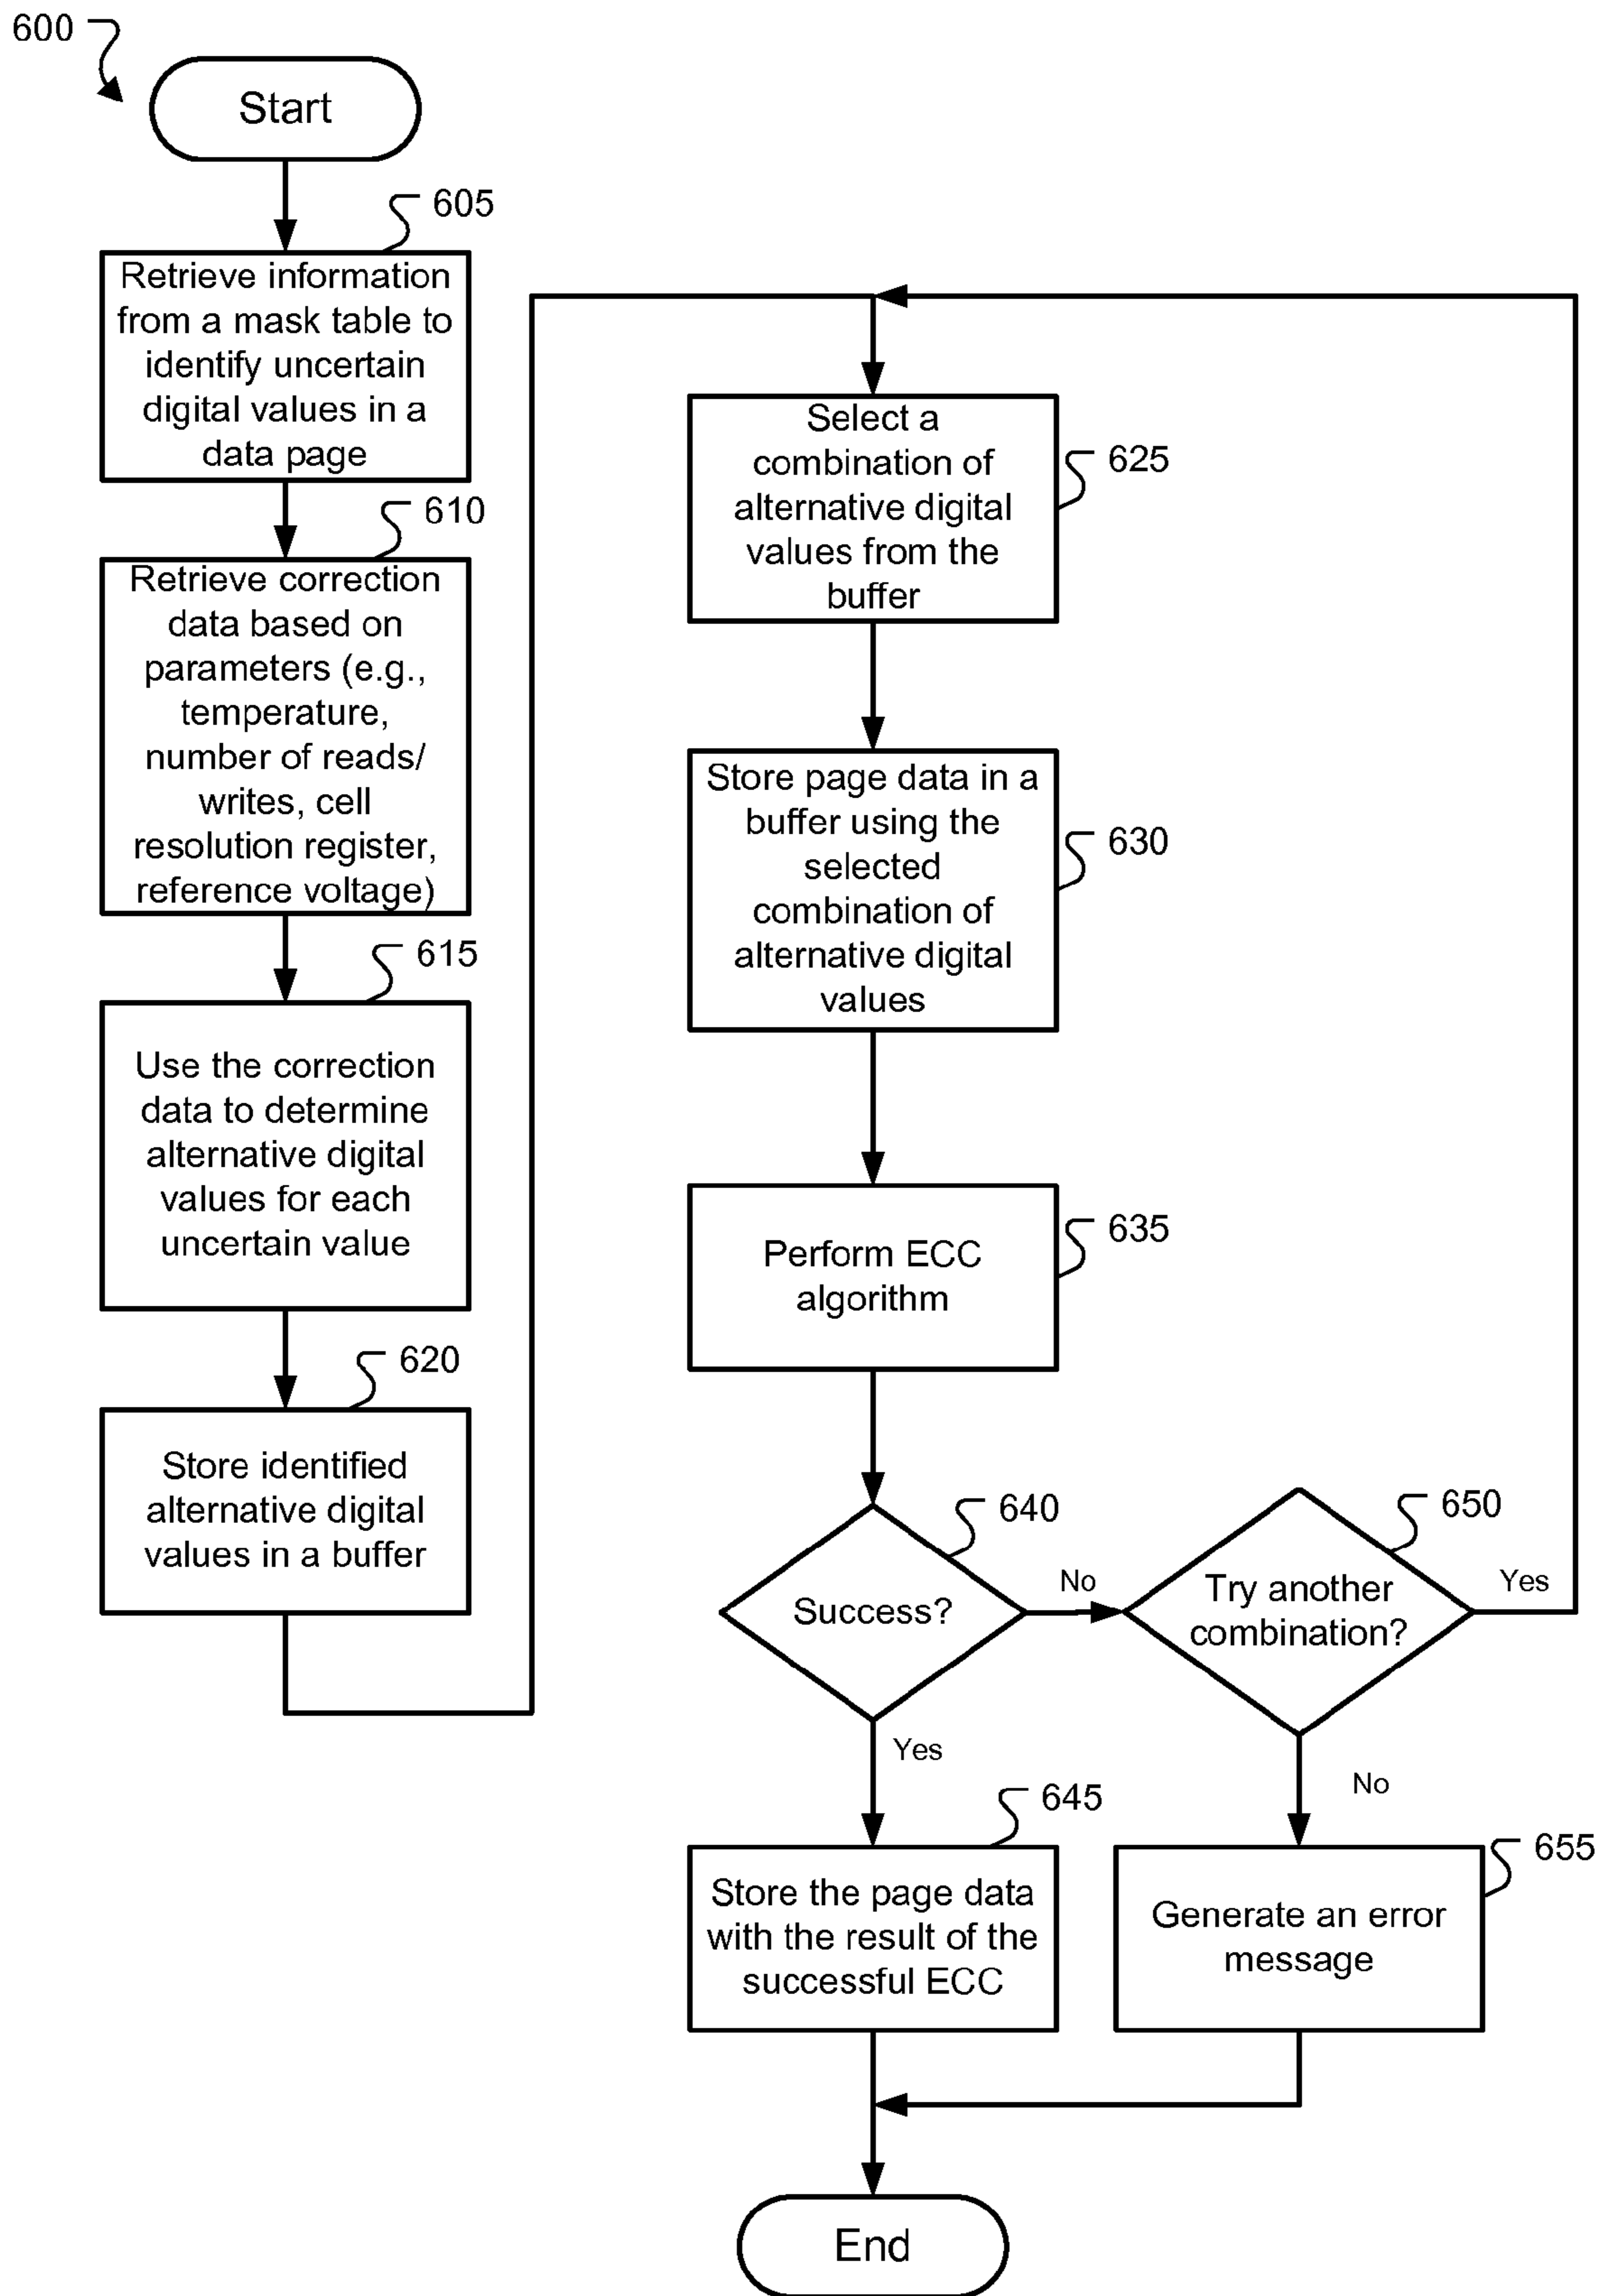 600
Start
605
Retrieve information
from a mask table to
identify uncertain
digital values in a
data page
610
Retrieve correction
data based on
parameters (e.g.,
temperature,
number of reads/
writes, cell
resolution register,
reference voltage)
615
Use the correction
data to determine
alternative digital
values for each
uncertain value
620
Store identified
alternative digital
values in a buffer
Select a
combination of
alternative digital
values from the
buffer
625
Store page data in a
buffer using the
selected
combination of
alternative digital
values
630
Perform ECC
algorithm
635
640
Success?
No
Yes
650
Try another
combination?
Yes
No
645
Store the page data
with the result of the
successful ECC
655
Generate an error
message
End